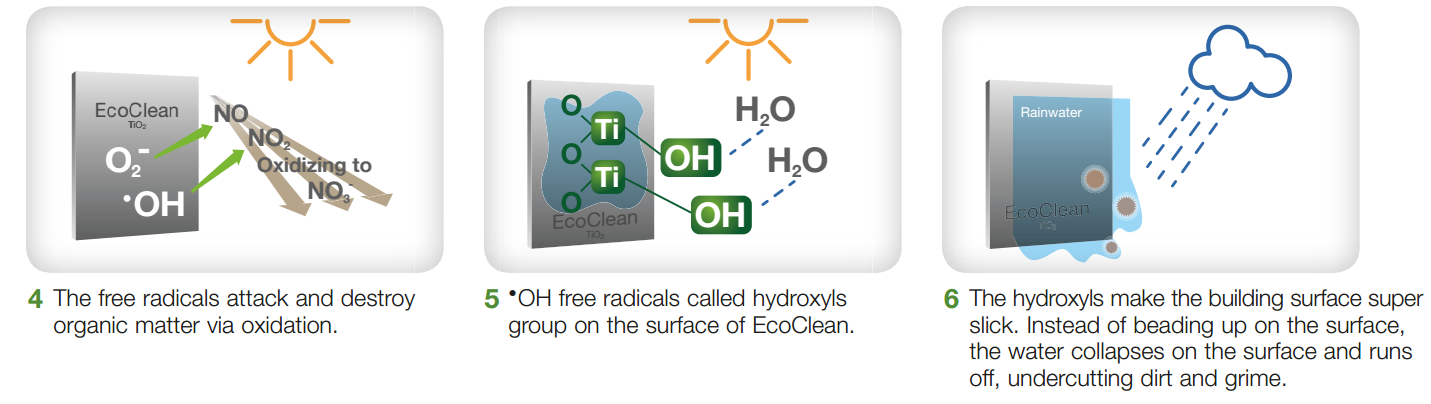 EcoClean
TiO₂
O₂⁻
•OH
NO
NO₂
Oxidizing to
NO₃⁻
4 The free radicals attack and destroy
organic matter via oxidation.
O
Ti
O
Ti
O
OH
OH
H₂O
H₂O
EcoClean
TiO₂
5 •OH free radicals called hydroxyls
group on the surface of EcoClean.
Rainwater
EcoClean
6 The hydroxyls make the building surface super
slick. Instead of beading up on the surface,
the water collapses on the surface and runs
off, undercutting dirt and grime.